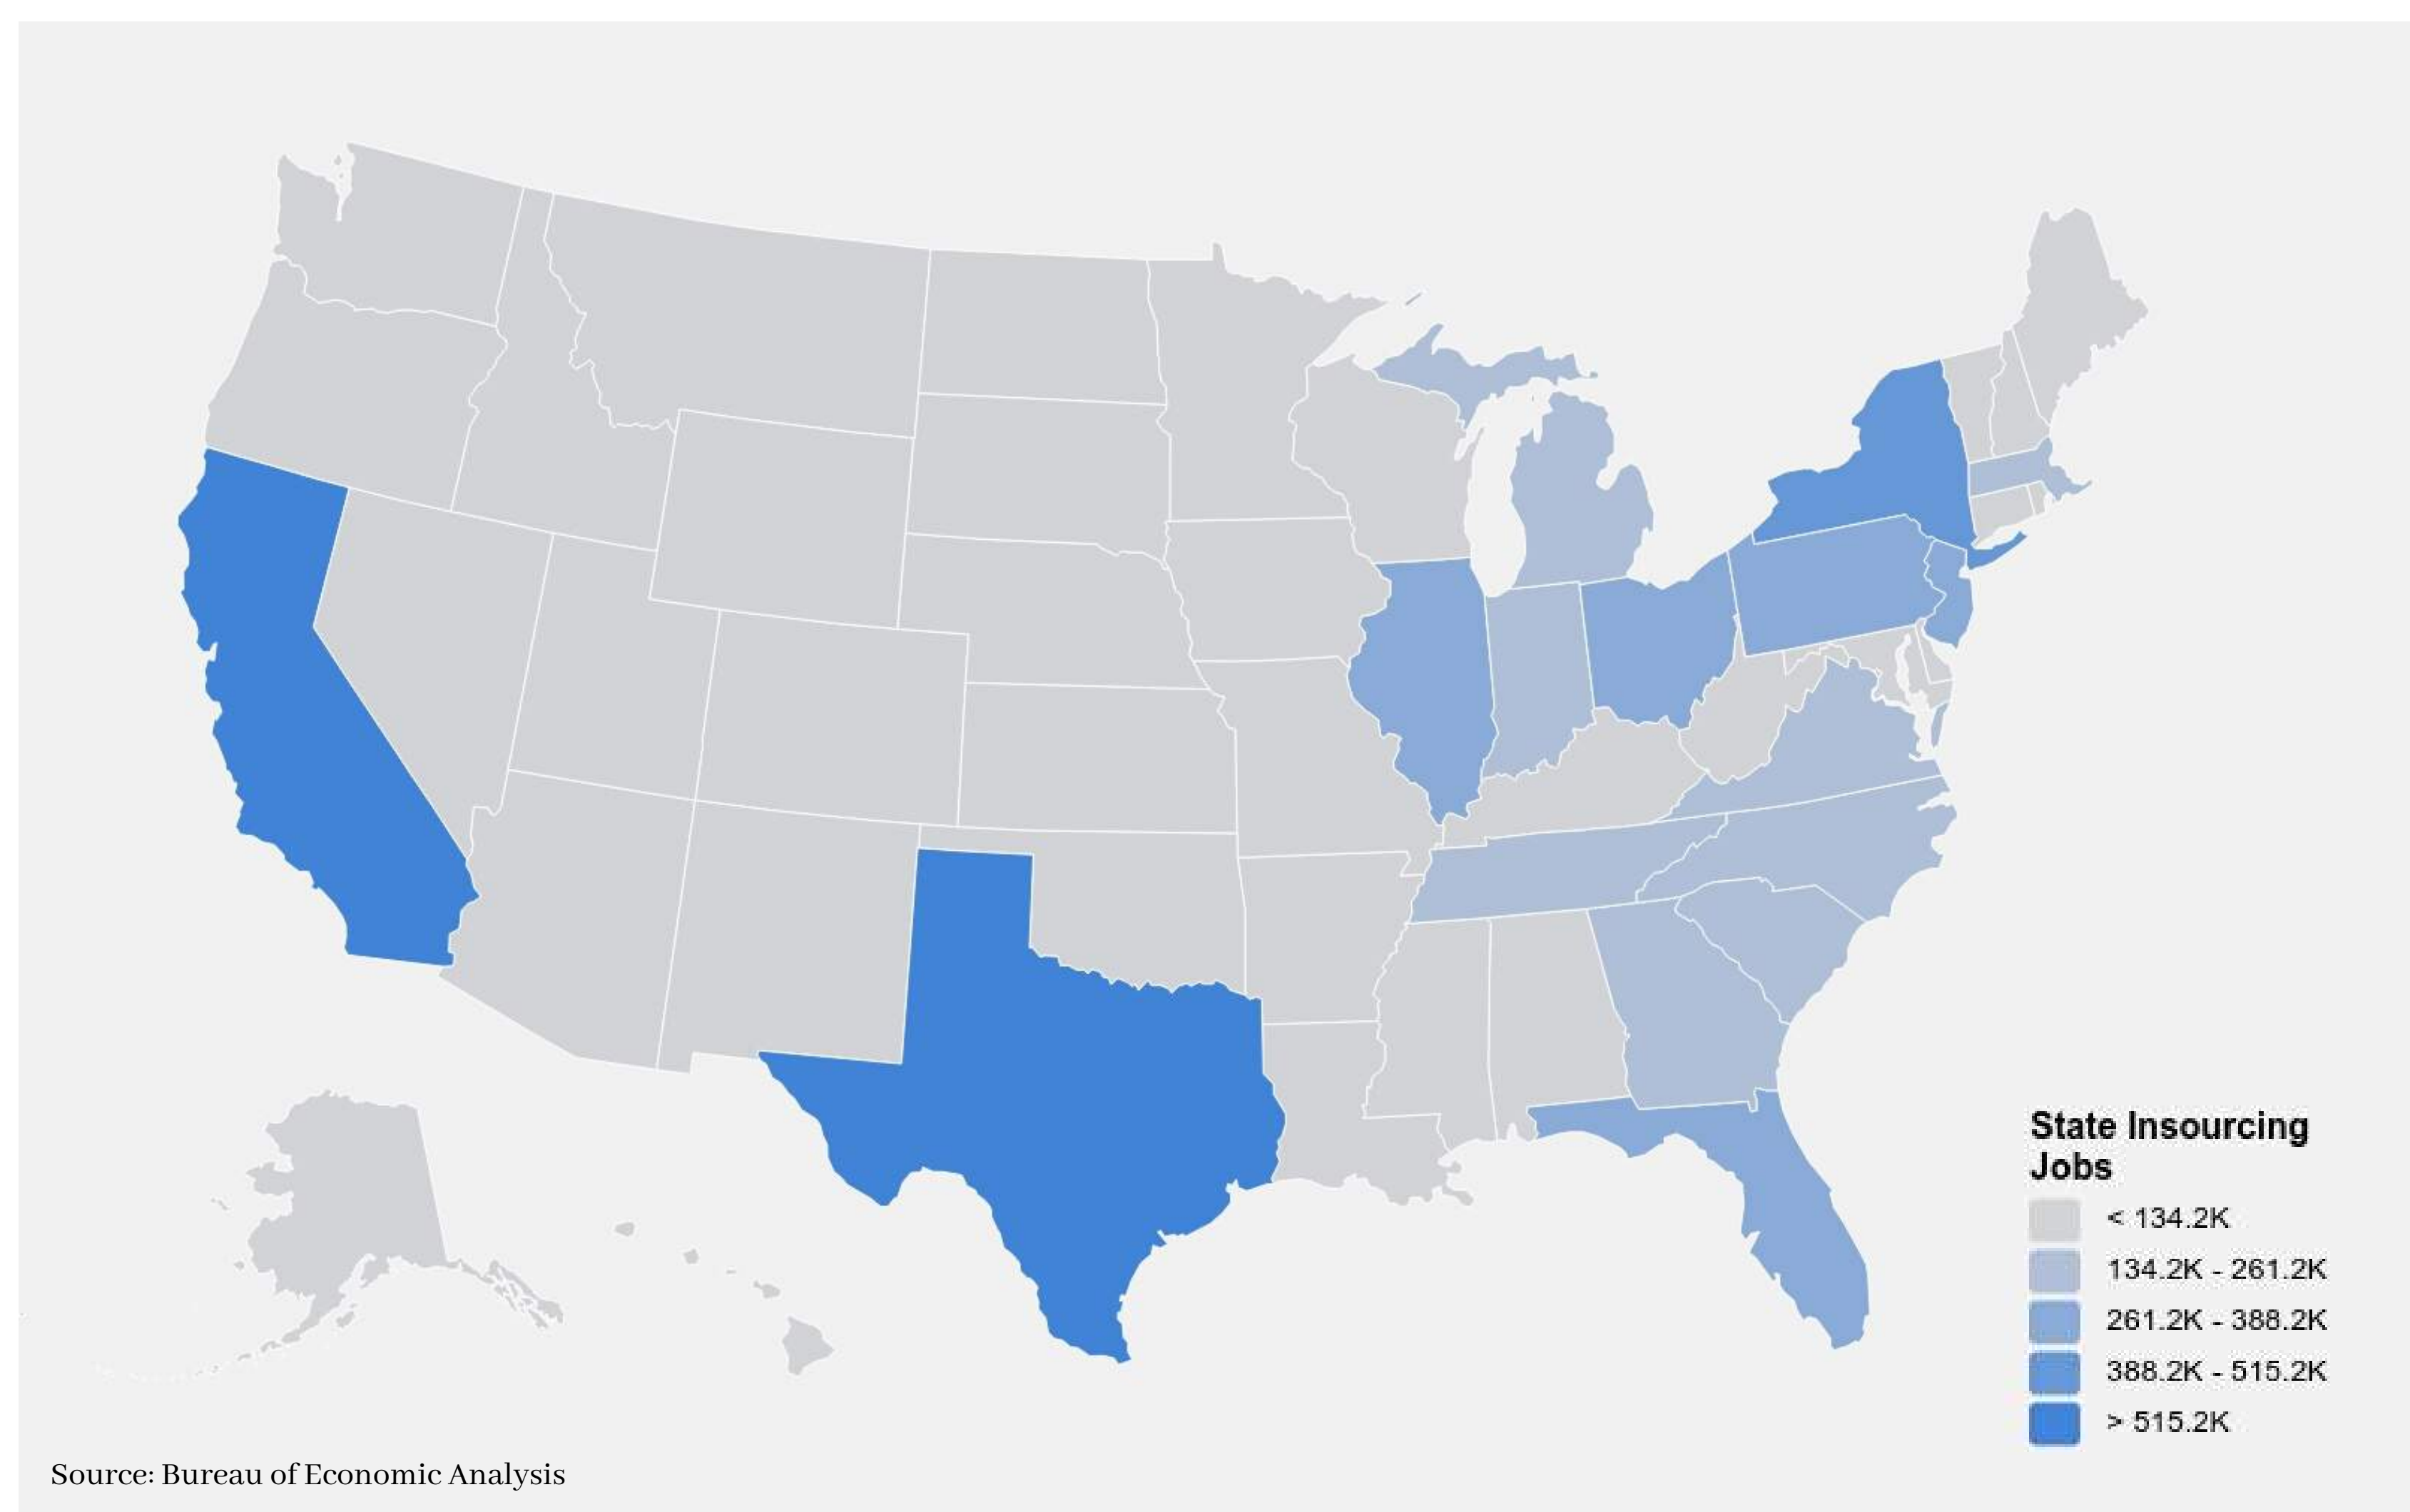 State Insourcing
Jobs
< 134.2K
134.2K - 261.2K
261.2K - 388.2K
388.2K - 515.2K
> 515.2K
Source: Bureau of Economic Analysis